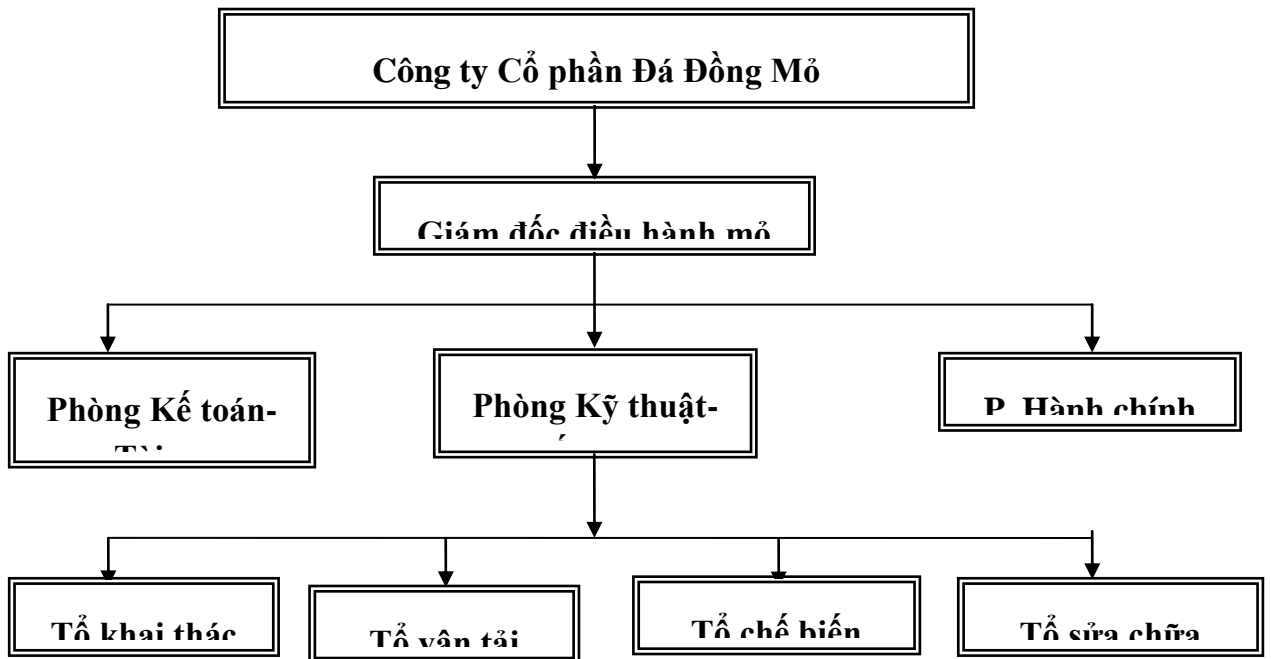 Công ty Cổ phần Đá Đồng Mỏ
Giám đốc điều hành mỏ
Phòng Kế toán-
Phòng Kỹ thuật-
P. Hành chính
Tổ khai thác
Tổ vận tải
Tổ chế biến
Tổ sửa chữa